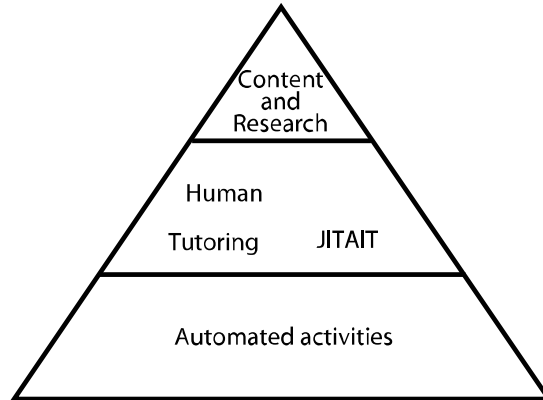 Content
and
Research
Human
Tutoring JITAIT
Automated activities